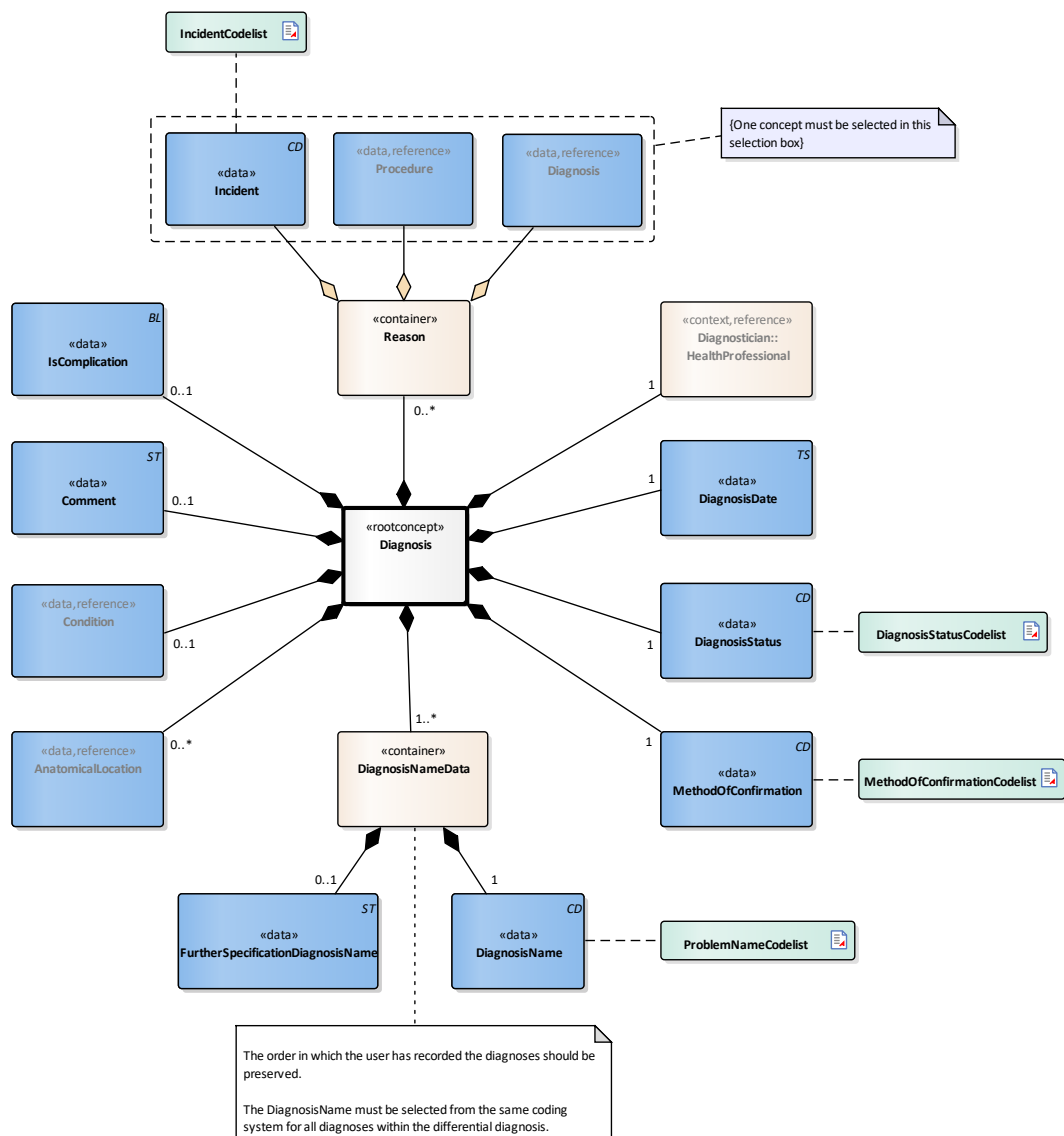 IncidentCodelist
{One concept must be selected in this
selection box}
CD
«data»
Incident
«data,reference»
Procedure
«data,reference»
Diagnosis
BL
«data»
IsComplication
0..1
«container»
Reason
0..*
«context,reference»
Diagnostician::
HealthProfessional
1
ST
«data»
Comment
0..1
«rootconcept»
Diagnosis
TS
«data»
DiagnosisDate
1
«data,reference»
Condition
0..1
CD
«data»
DiagnosisStatus
1
DiagnosisStatusCodelist
«data,reference»
AnatomicalLocation
0..*
1..*
«container»
DiagnosisNameData
CD
«data»
MethodOfConfirmation
1
MethodOfConfirmationCodelist
0..1
1
ST
«data»
FurtherSpecificationDiagnosisName
CD
«data»
DiagnosisName
ProblemNameCodelist
The order in which the user has recorded the diagnoses should be
preserved.
The DiagnosisName must be selected from the same coding
system for all diagnoses within the differential diagnosis.